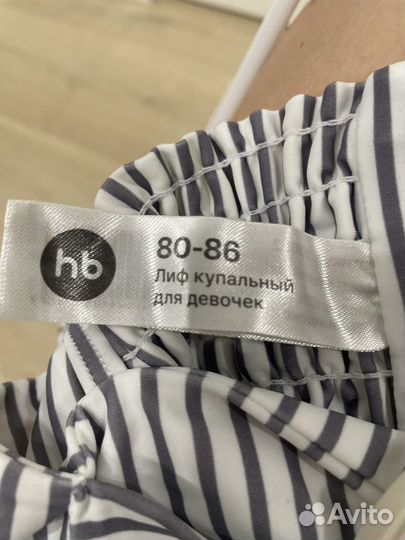 hb
80-86
Лиф купальный
для девочек
Avito